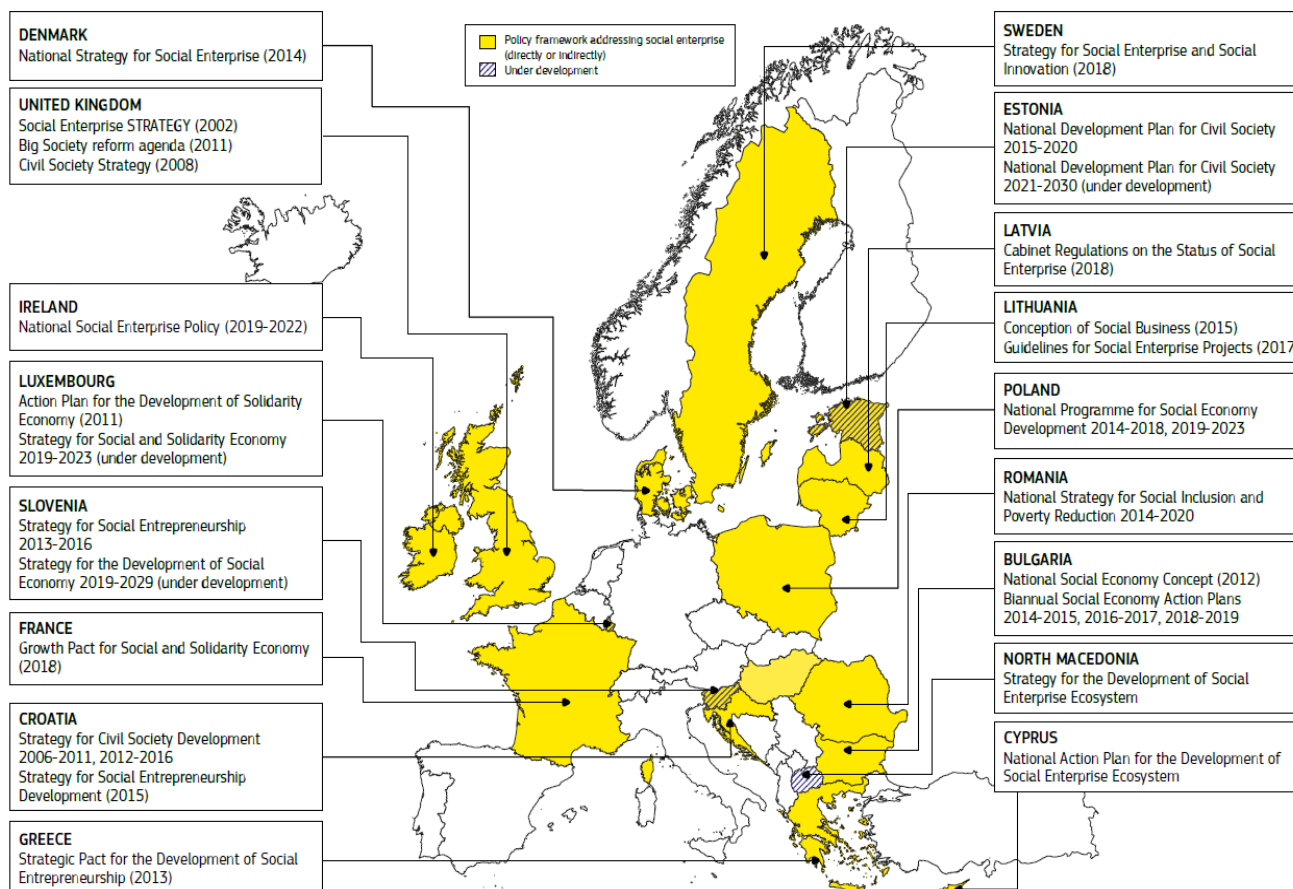 DENMARK
National Strategy for Social Enterprise (2014)
UNITED KINGDOM
Social Enterprise STRATEGY (2002)
Big Society reform agenda (2011)
Civil Society Strategy (2008)
IRELAND
National Social Enterprise Policy (2019-2022)
LUXEMBOURG
Action Plan for the Development of Solidarity
Economy (2011)
Strategy for Social and Solidarity Economy
2019-2023 (under development)
SLOVENIA
Strategy for Social Entrepreneurship
2013-2016
Strategy for the Development of Social
Economy 2019-2029 (under development)
FRANCE
Growth Pact for Social and Solidarity Economy
(2018)
CROATIA
Strategy for Civil Society Development
2006-2011, 2012-2016
Strategy for Social Entrepreneurship
Development (2015)
GREECE
Strategic Pact for the Development of Social
Entrepreneurship (2013)
Policy framework addressing social enterprise
(directly or indirectly)
Under development
SWEDEN
Strategy for Social Enterprise and Social
Innovation (2018)
ESTONIA
National Development Plan for Civil Society
2015-2020
National Development Plan for Civil Society
2021-2030 (under development)
LATVIA
Cabinet Regulations on the Status of Social
Enterprise (2018)
LITHUANIA
Conception of Social Business (2015)
Guidelines for Social Enterprise Projects (2017
POLAND
National Programme for Social Economy
Development 2014-2018, 2019-2023
ROMANIA
National Strategy for Social Inclusion and
Poverty Reduction 2014-2020
BULGARIA
National Social Economy Concept (2012)
Biannual Social Economy Action Plans
2014-2015, 2016-2017, 2018-2019
NORTH MACEDONIA
Strategy for the Development of Social
Enterprise Ecosystem
CYPRUS
National Action Plan for the Development of
Social Enterprise Ecosystem